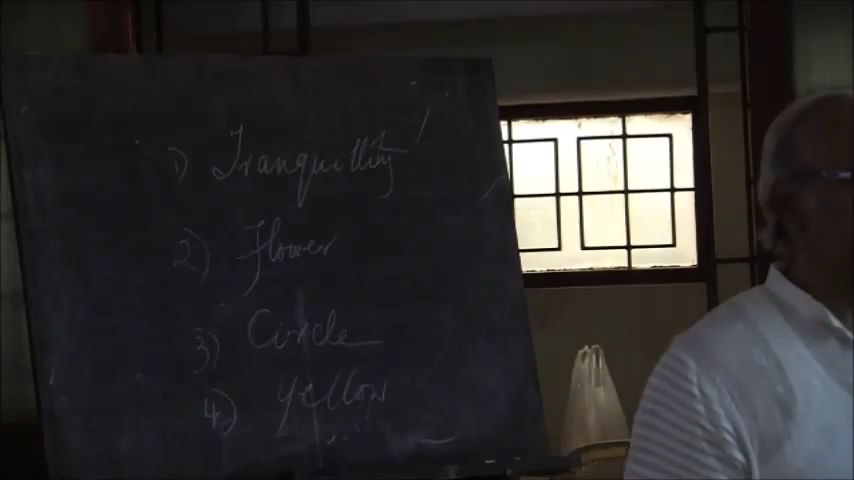 1) Tranquillity!
2) Flower
3) Circle
4) Yellow